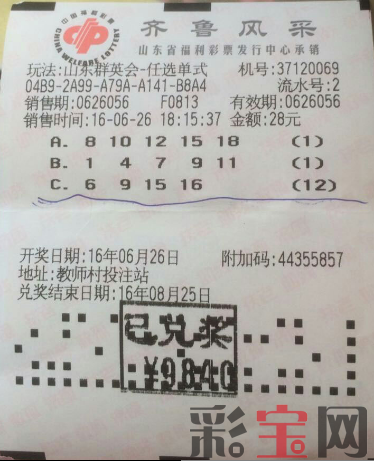 中国福利彩票
CHINA WELFARE LOTTERY
齐鲁风采
山东省福利彩票发行中心承销
玩法:山东群英会-任选单式 机号:37120069
04B9-2A99-A79A-A141-B8A4 流水号:2
销售期:0626056 F0813 有效期:0626056
销售时间:16-06-26 18:15:37 金额:28元
A. 8 10 12 15 18 (1)
B. 1 4 7 9 11 (1)
C. 6 9 15 16 (12)
开奖日期:16年06月26日 附加码:44355857
地址:教师村投注站
兑奖结束日期:16年08月25日
已兑奖
¥9840
彩宝网